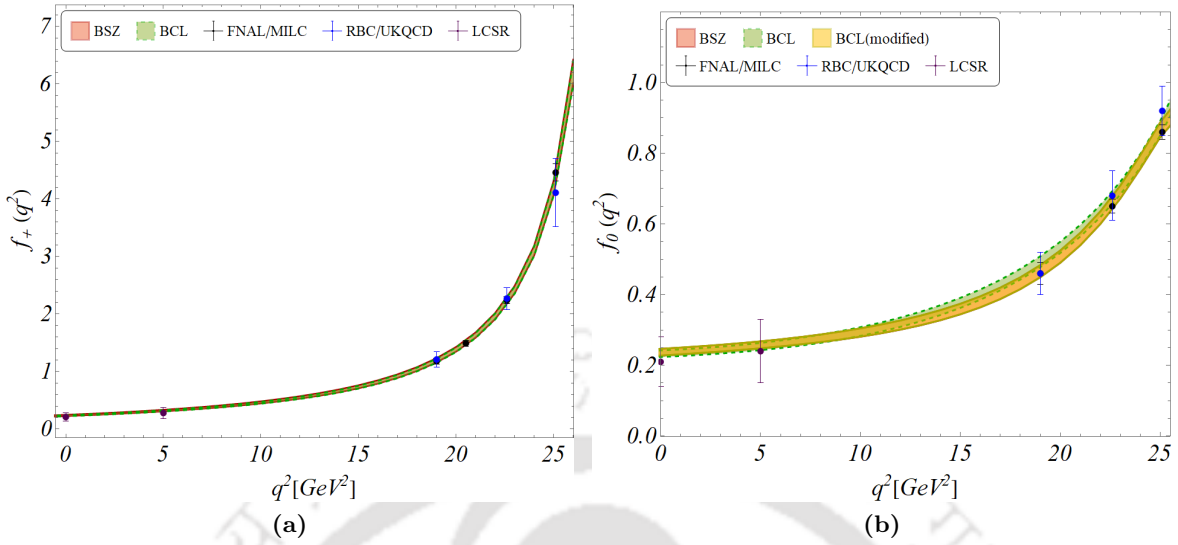 BSZ BCL FNAL/MILC RBC/UKQCD LCSR
7
6
5
4
3
2
1
0
f+(q²)
0 5 10 15 20 25
q²[GeV²]
(a)
BSZ BCL BCL(modified)
FNAL/MILC RBC/UKQCD LCSR
1.0
0.8
0.6
0.4
0.2
0.0
f0(q²)
0 5 10 15 20 25
q²[GeV²]
(b)